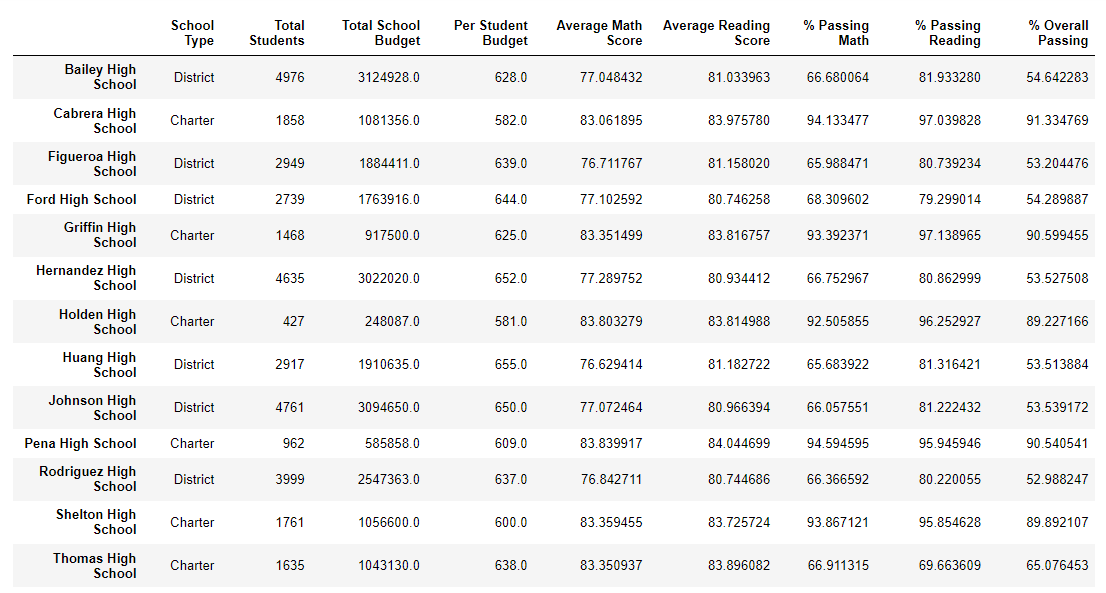 School Type Total Students Total School Budget Per Student Budget Average Math Score Average Reading Score % Passing Math % Passing Reading % Overall Passing
Bailey High School District 4976 3124928.0 628.0 77.048432 81.033963 66.680064 81.933280 54.642283
Cabrera High School Charter 1858 1081356.0 582.0 83.061895 83.975780 94.133477 97.039828 91.334769
Figueroa High School District 2949 1884411.0 639.0 76.711767 81.158020 65.988471 80.739234 53.204476
Ford High School District 2739 1763916.0 644.0 77.102592 80.746258 68.309602 79.299014 54.289887
Griffin High School Charter 1468 917500.0 625.0 83.351499 83.816757 93.392371 97.138965 90.599455
Hernandez High School District 4635 3022020.0 652.0 77.289752 80.934412 66.752967 80.862999 53.527508
Holden High School Charter 427 248087.0 581.0 83.803279 83.814988 92.505855 96.252927 89.227166
Huang High School District 2917 1910635.0 655.0 76.629414 81.182722 65.683922 81.316421 53.513884
Johnson High School District 4761 3094650.0 650.0 77.072464 80.966394 66.057551 81.222432 53.539172
Pena High School Charter 962 585858.0 609.0 83.839917 84.044699 94.594595 95.945946 90.540541
Rodriguez High School District 3999 2547363.0 637.0 76.842711 80.744686 66.366592 80.220055 52.988247
Shelton High School Charter 1761 1056600.0 600.0 83.359455 83.725724 93.867121 95.854628 89.892107
Thomas High School Charter 1635 1043130.0 638.0 83.350937 83.896082 66.911315 69.663609 65.076453